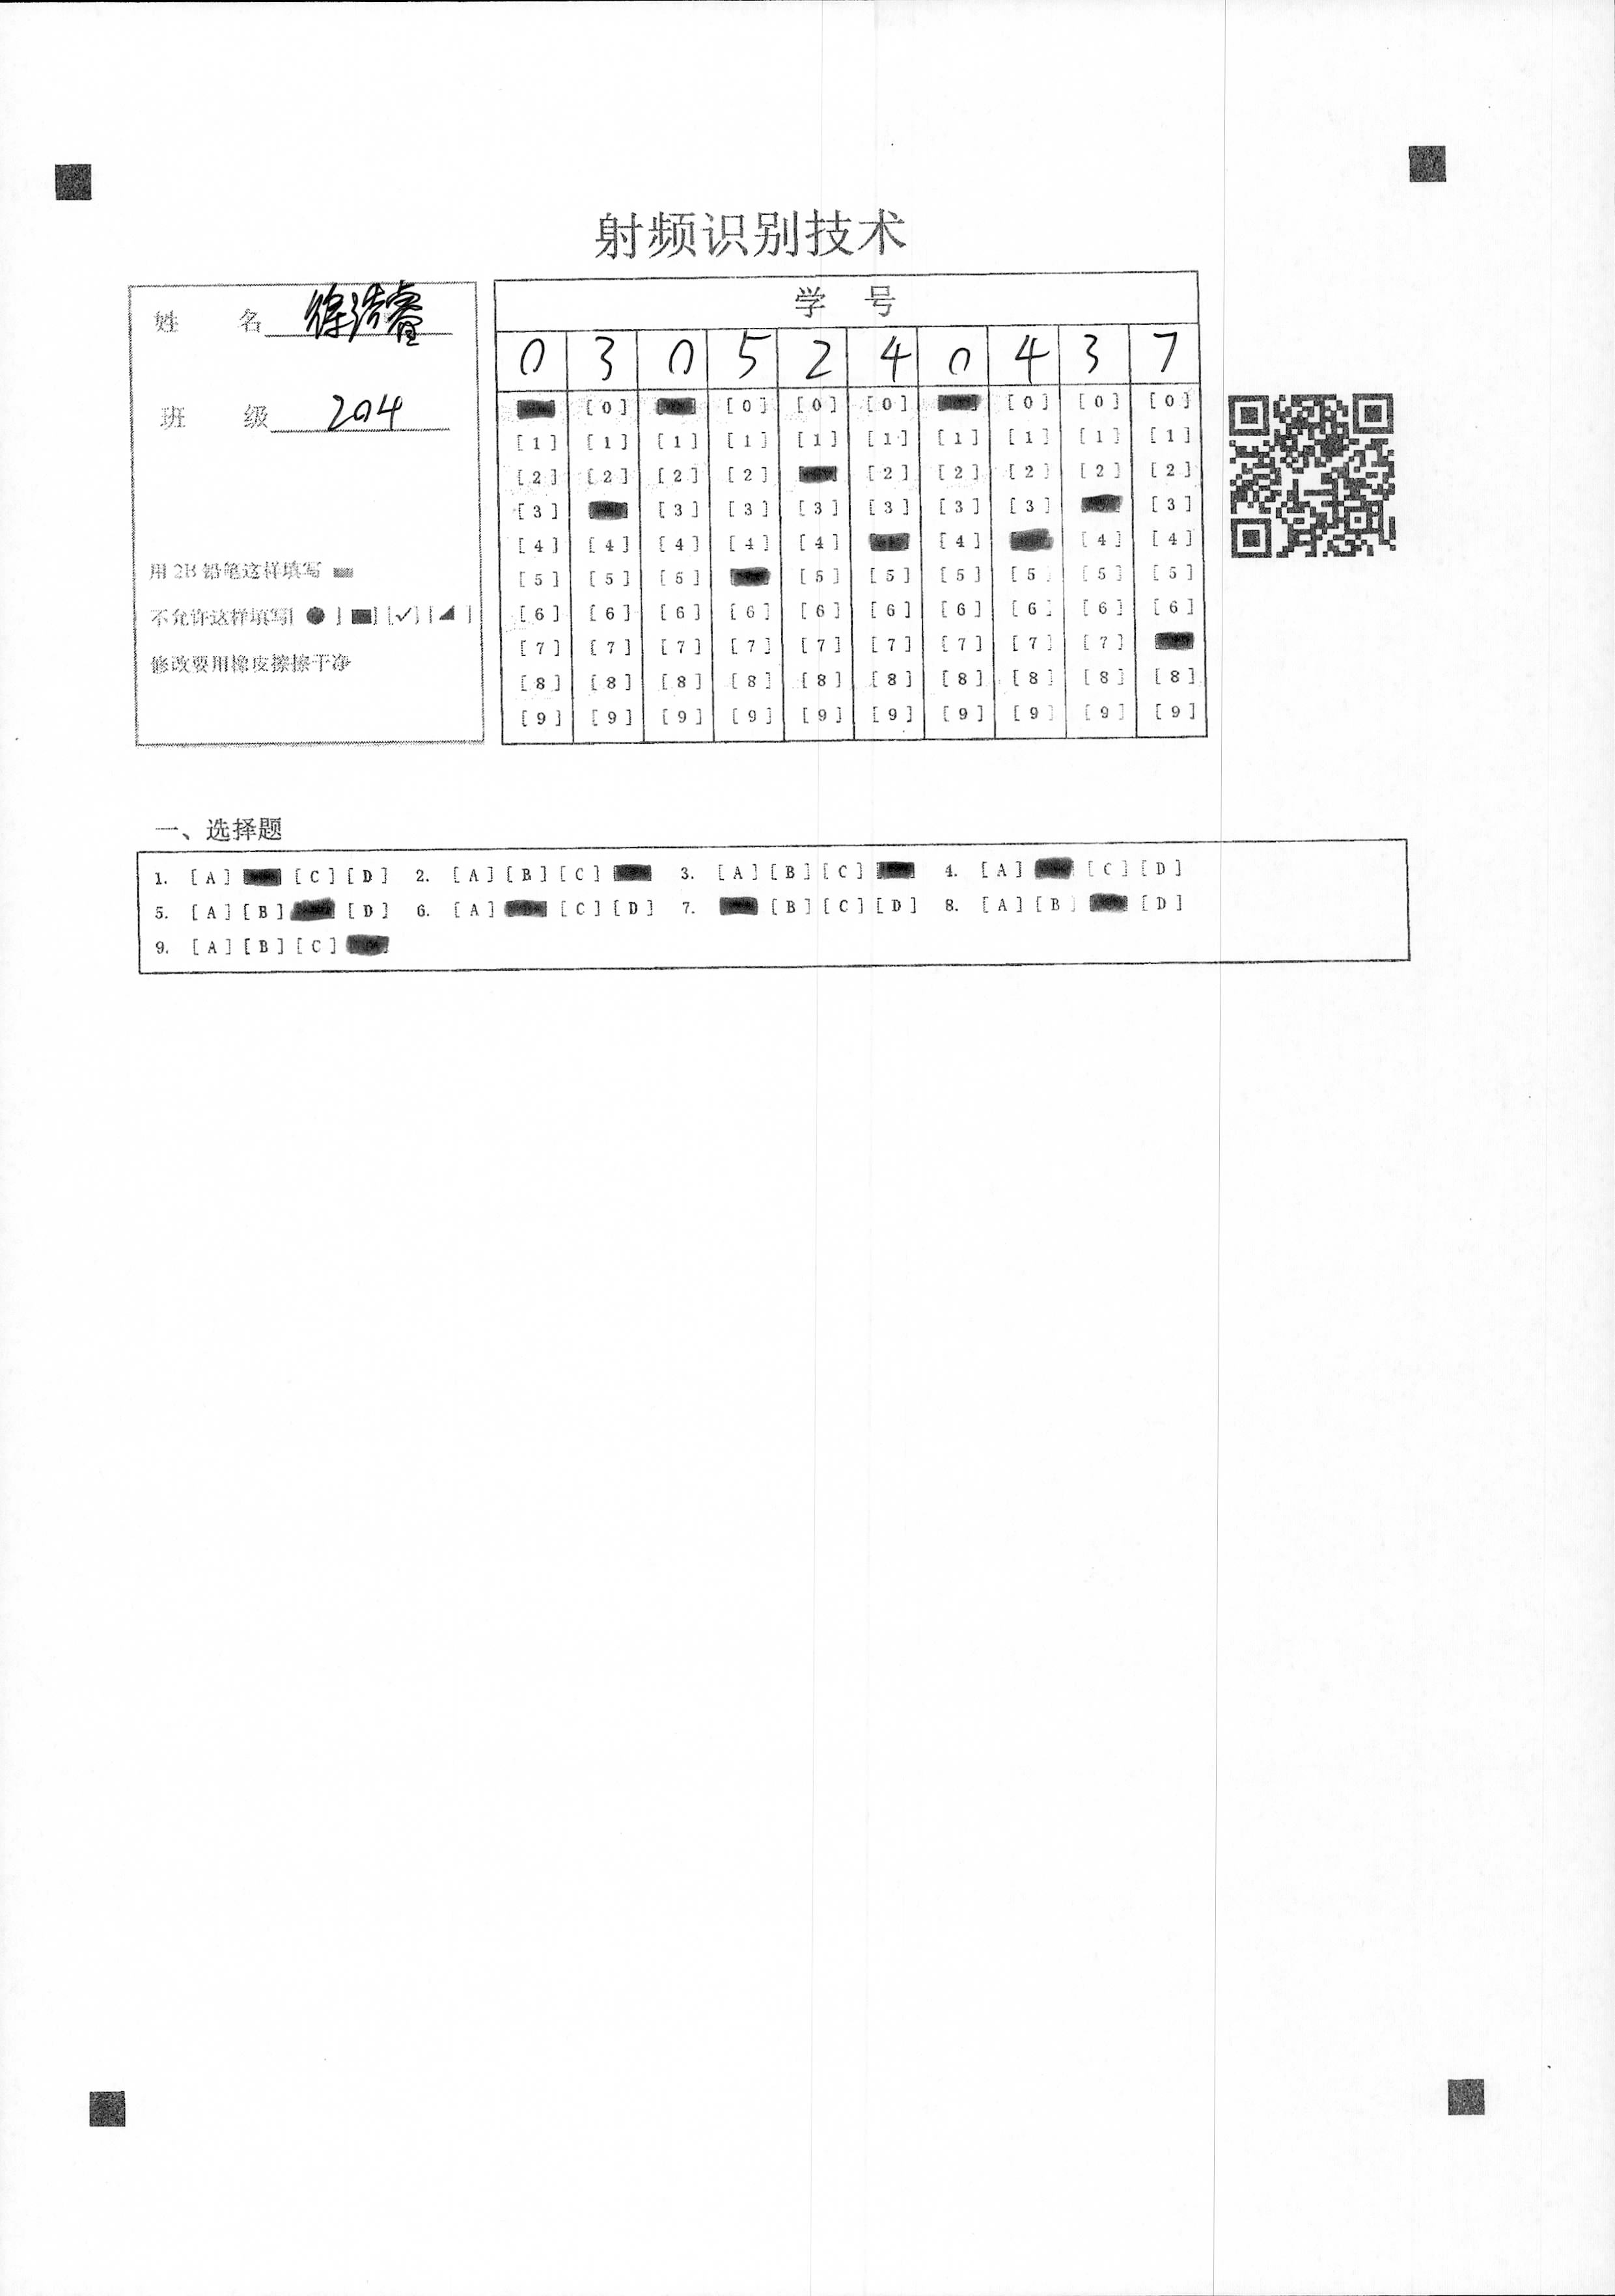 射频识别技术
姓 名 徐浩睿
班 级 204
用 2B 铅笔这样填写
不允许这样填写[ ● ] [■] [✓] [◢ ]
修改要用橡皮擦擦干净
学 号
0 3 0 5 2 4 0 4 3 7
[0] [0] [0] [0] [0] [0] [0]
[1] [1] [1] [1] [1] [1] [1] [1] [1] [1]
[2] [2] [2] [2] [2] [2] [2] [2] [2]
[3] [3] [3] [3] [3] [3] [3] [3]
[4] [4] [4] [4] [4] [4] [4] [4]
[5] [5] [5] [5] [5] [5] [5] [5] [5]
[6] [6] [6] [6] [6] [6] [6] [6] [6] [6]
[7] [7] [7] [7] [7] [7] [7] [7] [7]
[8] [8] [8] [8] [8] [8] [8] [8] [8] [8]
[9] [9] [9] [9] [9] [9] [9] [9] [9] [9]
一、选择题
1. [A] [C] [D] 2. [A] [B] [C] 3. [A] [B] [C] 4. [A] [C] [D]
5. [A] [B] [D] 6. [A] [C] [D] 7. [B] [C] [D] 8. [A] [B] [D]
9. [A] [B] [C]